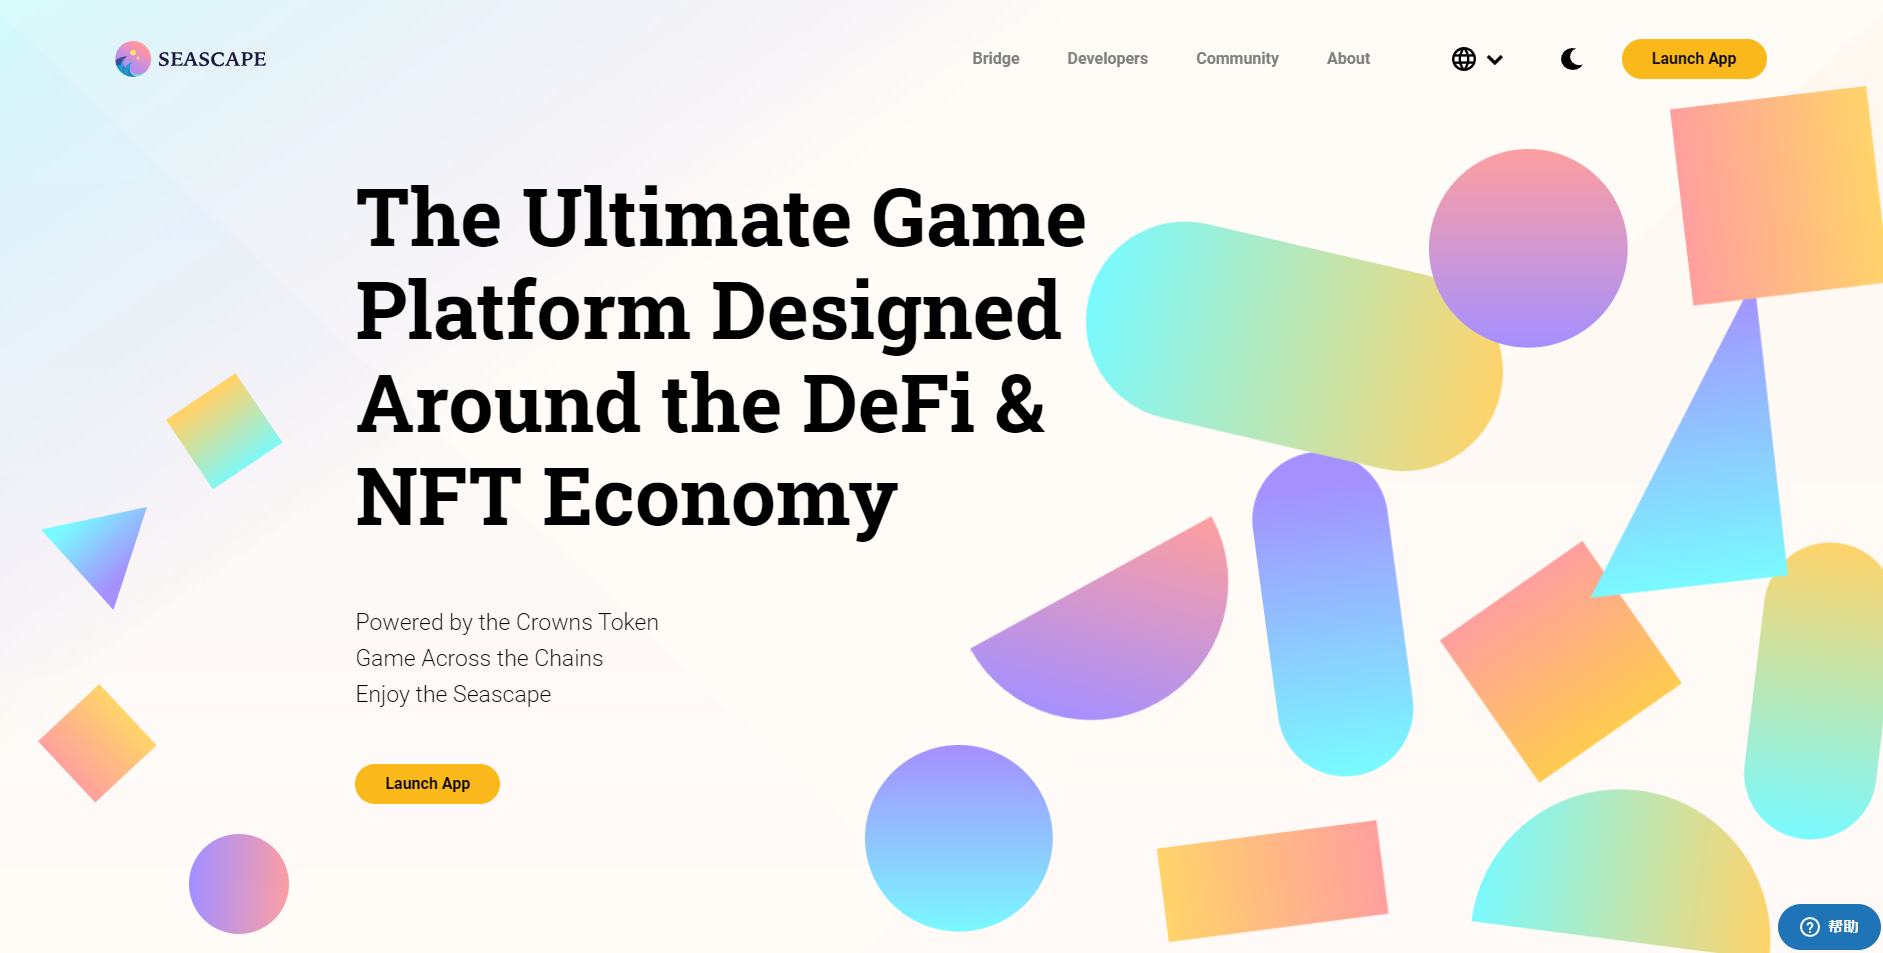 SEASCAPE
Bridge
Developers
Community
About
Launch App
The Ultimate Game
Platform Designed
Around the DeFi &
NFT Economy
Powered by the Crowns Token
Game Across the Chains
Enjoy the Seascape
Launch App
帮助